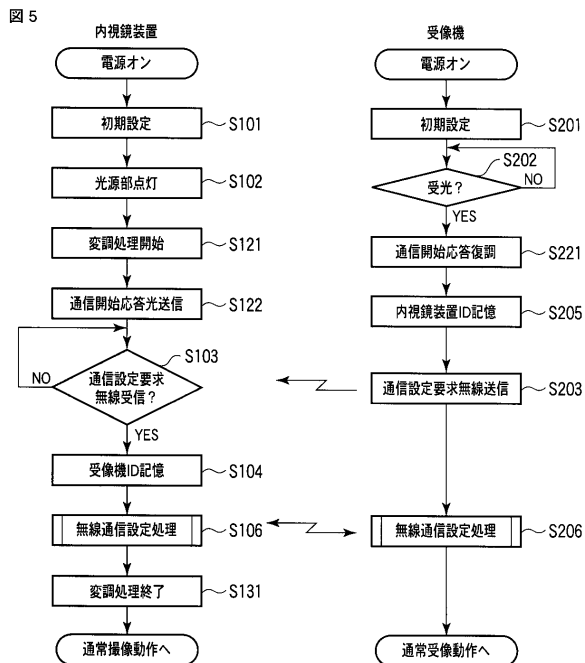 図5
内視鏡装置
電源オン
初期設定
S101
光源部点灯
S102
変調処理開始
S121
通信開始応答光送信
S122
通信設定要求
無線受信？
S103
NO
YES
受像機ID記憶
S104
無線通信設定処理
S106
変調処理終了
S131
通常撮像動作へ
受像機
電源オン
初期設定
S201
受光？
S202
NO
YES
通信開始応答復調
S221
内視鏡装置ID記憶
S205
通信設定要求無線送信
S203
無線通信設定処理
S206
通常受像動作へ